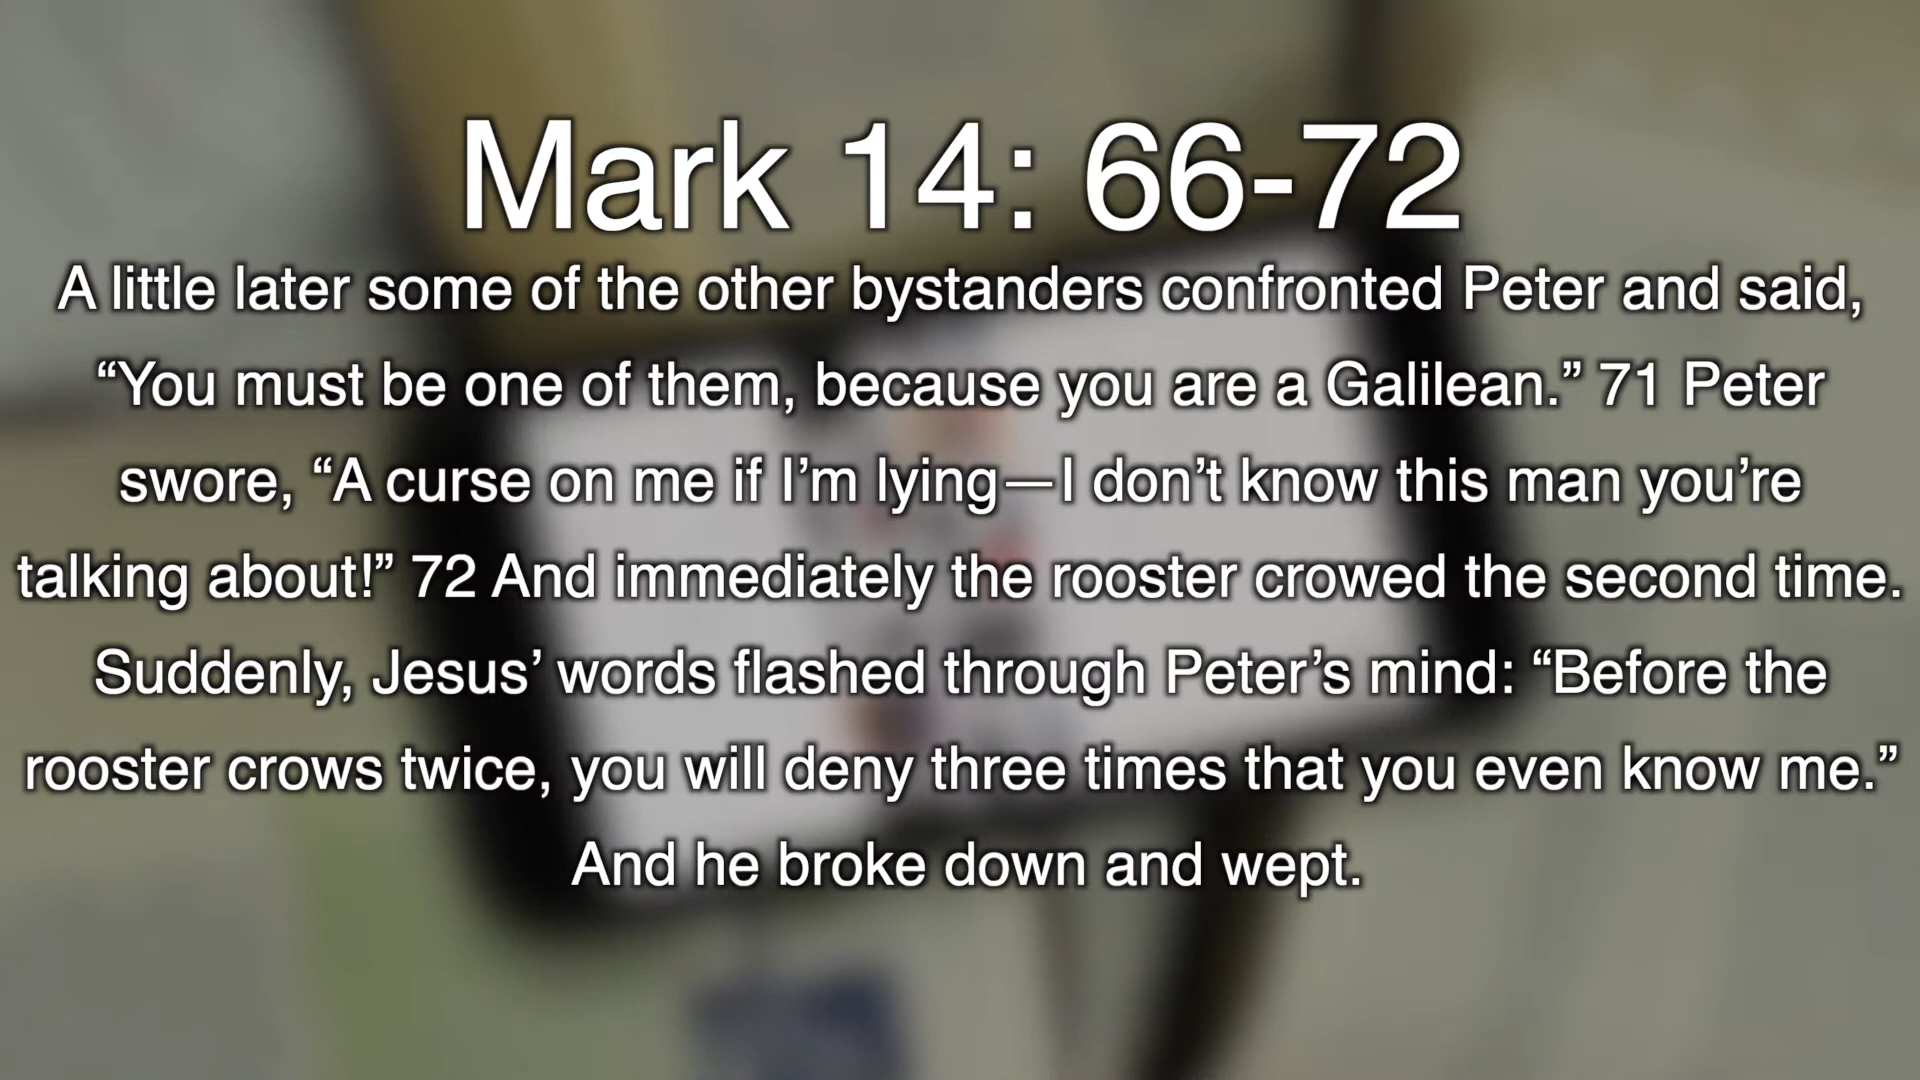 Mark 14: 66-72
A little later some of the other bystanders confronted Peter and said,
“You must be one of them, because you are a Galilean.” 71 Peter
swore, “A curse on me if I’m lying—I don’t know this man you’re
talking about!” 72 And immediately the rooster crowed the second time.
Suddenly, Jesus’ words flashed through Peter’s mind: “Before the
rooster crows twice, you will deny three times that you even know me.”
And he broke down and wept.